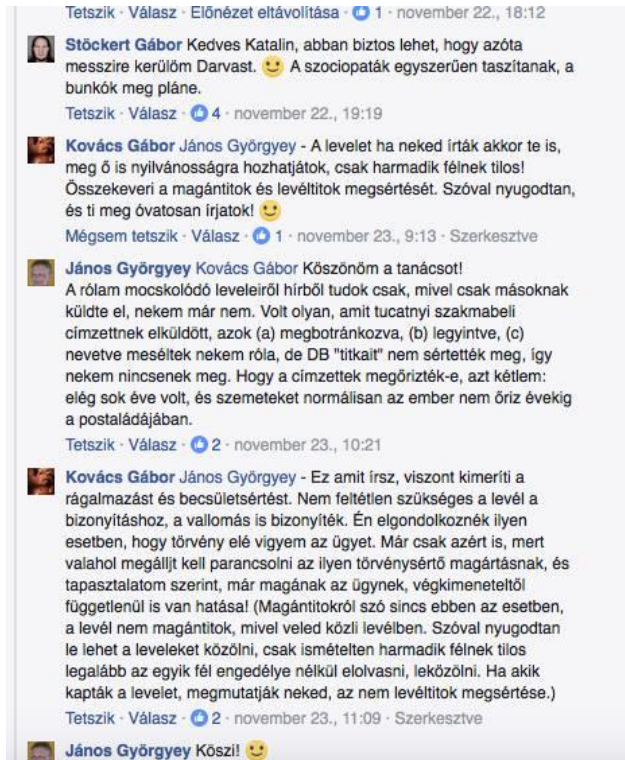 Tetszik · Válasz · Előnézet eltávolítása · 1 · november 22., 18:12
Stöckert Gábor Kedves Katalin, abban biztos lehet, hogy azóta
messzire kerülöm Darvast. 🙂 A szociopaták egyszerűen taszítanak, a
bunkók meg pláne.
Tetszik · Válasz · 4 · november 22., 19:19
Kovács Gábor János Györgyey - A levelet ha neked írták akkor te is,
meg ő is nyilvánosságra hozhatjátok, csak harmadik félnek tilos!
Összekeveri a magántitok és levéltitok megsértését. Szóval nyugodtan,
és ti meg óvatosan írjatok! 🙂
Mégsem tetszik · Válasz · 1 · november 23., 9:13 · Szerkesztve
János Györgyey Kovács Gábor Köszönöm a tanácsot!
A rólam mocskolódó leveleiről hírből tudok csak, mivel csak másoknak
küldte el, nekem már nem. Volt olyan, amit tucatnyi szakmabeli
címzettnek elküldött, azok (a) megbotránkozva, (b) legyintve, (c)
nevetve meséltek nekem róla, de DB "titkait" nem sértették meg, így
nekem nincsenek meg. Hogy a címzettek megőrizték-e, azt kétlem:
elég sok éve volt, és szemeteket normálisan az ember nem őriz évekig
a postaládájában.
Tetszik · Válasz · 2 · november 23., 10:21
Kovács Gábor János Györgyey - Ez amit írsz, viszont kimeríti a
rágalmazást és becsületsértést. Nem feltétlen szükséges a levél a
bizonyításhoz, a vallomás is bizonyíték. Én elgondolkoznék ilyen
esetben, hogy törvény elé vigyem az ügyet. Már csak azért is, mert
valahol megálljt kell parancsolni az ilyen törvénysértő magártásnak, és
tapasztalatom szerint, már magának az ügynek, végkimeneteltől
függetlenül is van hatása! (Magántitokról szó sincs ebben az esetben,
a levél nem magántitok, mivel veled közli levélben. Szóval nyugodtan
le lehet a leveleket közölni, csak ismételten harmadik félnek tilos
legalább az egyik fél engedélye nélkül elolvasni, leközölni. Ha akik
kapták a levelet, megmutatják neked, az nem levéltitok megsértése.)
Tetszik · Válasz · 2 · november 23., 11:09 · Szerkesztve
János Györgyey Köszi! 🙂